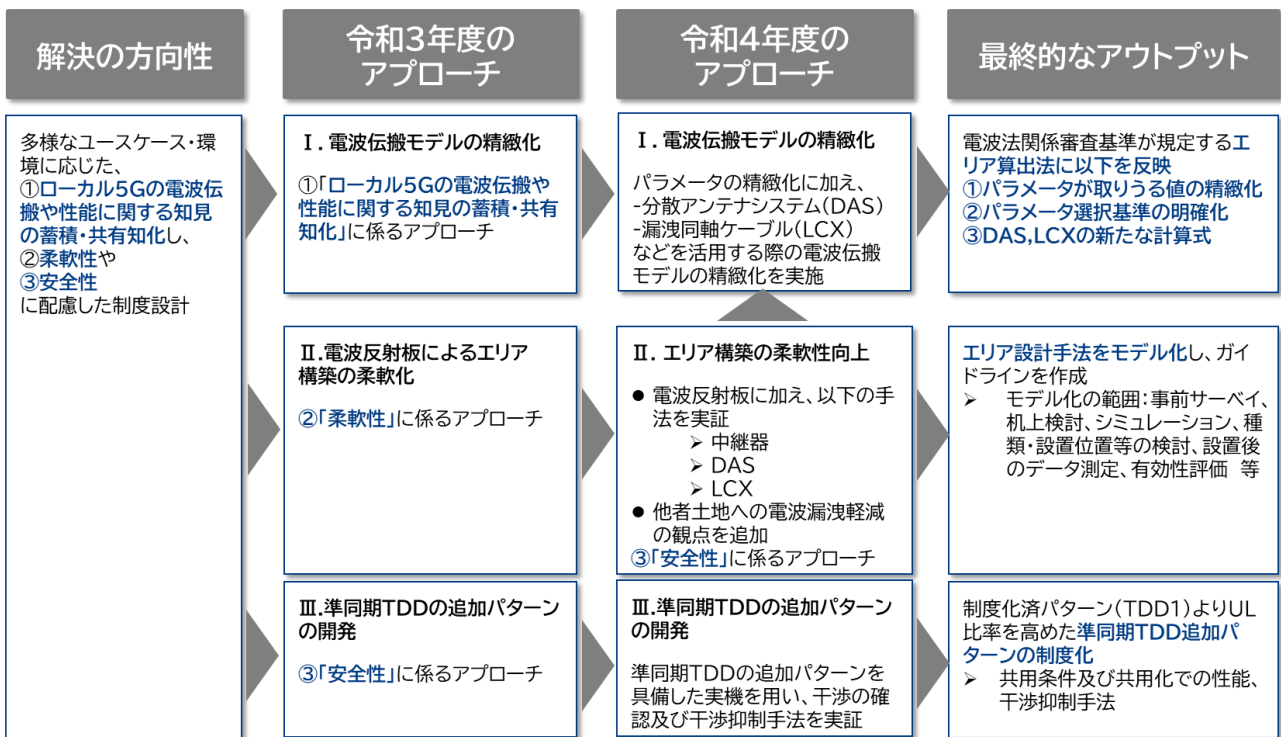 解決の方向性
令和3年度の
アプローチ
令和4年度の
アプローチ
最終的なアウトプット
多様なユースケース・環
境に応じた、
①ローカル5Gの電波伝
搬や性能に関する知見
の蓄積・共有知化し、
②柔軟性や
③安全性
に配慮した制度設計
Ⅰ. 電波伝搬モデルの精緻化
①「ローカル5Gの電波伝搬や
性能に関する知見の蓄積・共有
知化」に係るアプローチ
Ⅰ. 電波伝搬モデルの精緻化
パラメータの精緻化に加え、
-分散アンテナシステム(DAS)
-漏洩同軸ケーブル(LCX)
などを活用する際の電波伝搬
モデルの精緻化を実施
電波法関係審査基準が規定するエ
リア算出法に以下を反映
①パラメータが取りうる値の精緻化
②パラメータ選択基準の明確化
③DAS,LCXの新たな計算式
Ⅱ.電波反射板によるエリア
構築の柔軟化
②「柔軟性」に係るアプローチ
Ⅱ. エリア構築の柔軟性向上
● 電波反射板に加え、以下の手
法を実証
➢ 中継器
➢ DAS
➢ LCX
● 他者土地への電波漏洩軽減
の観点を追加
③「安全性」に係るアプローチ
エリア設計手法をモデル化し、ガイ
ドラインを作成
➢ モデル化の範囲:事前サーベイ、
机上検討、シミュレーション、種
類・設置位置等の検討、設置後
のデータ測定、有効性評価 等
Ⅲ.準同期TDDの追加パターン
の開発
③「安全性」に係るアプローチ
Ⅲ.準同期TDDの追加パターン
の開発
準同期TDDの追加パターンを
具備した実機を用い、干渉の確
認及び干渉抑制手法を実証
制度化済パターン(TDD1)よりUL
比率を高めた準同期TDD追加パ
ターンの制度化
➢ 共用条件及び共用化での性能、
干渉抑制手法